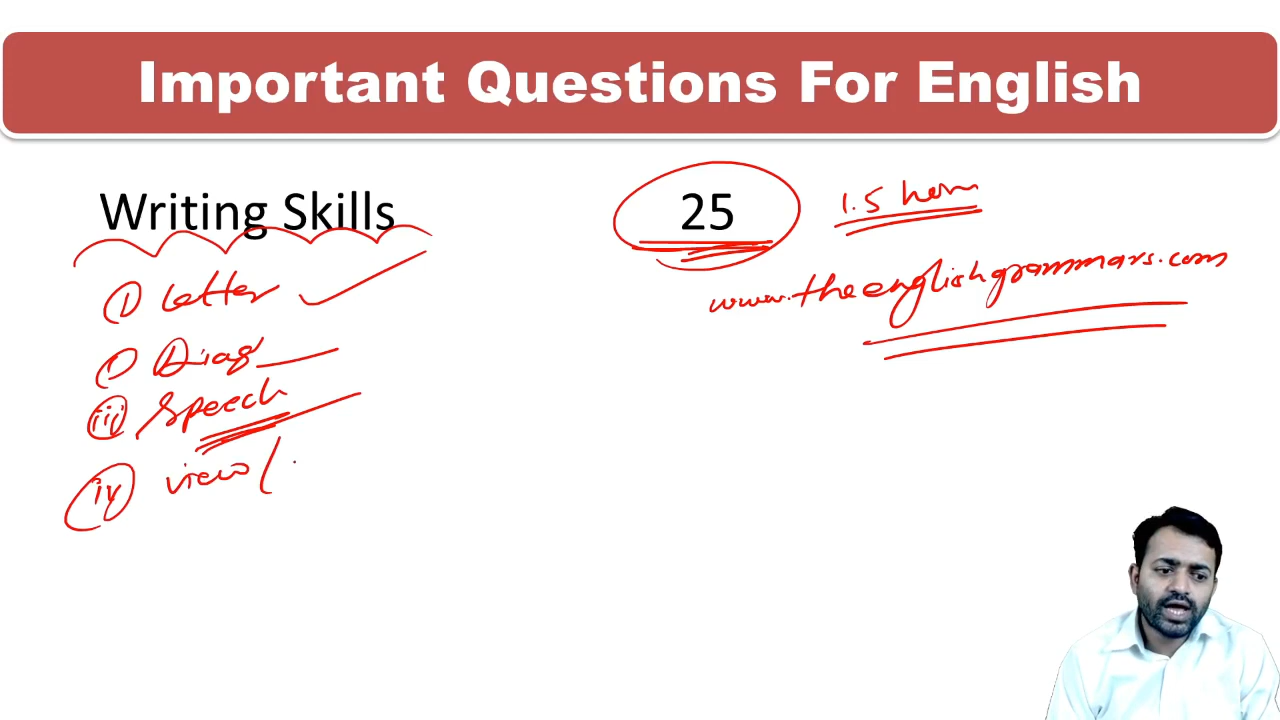 Important Questions For English
Writing Skills
25
1.5 hour
www.theenglishgrammars.com
① Letter
① Diag
iii Speech
iv view (